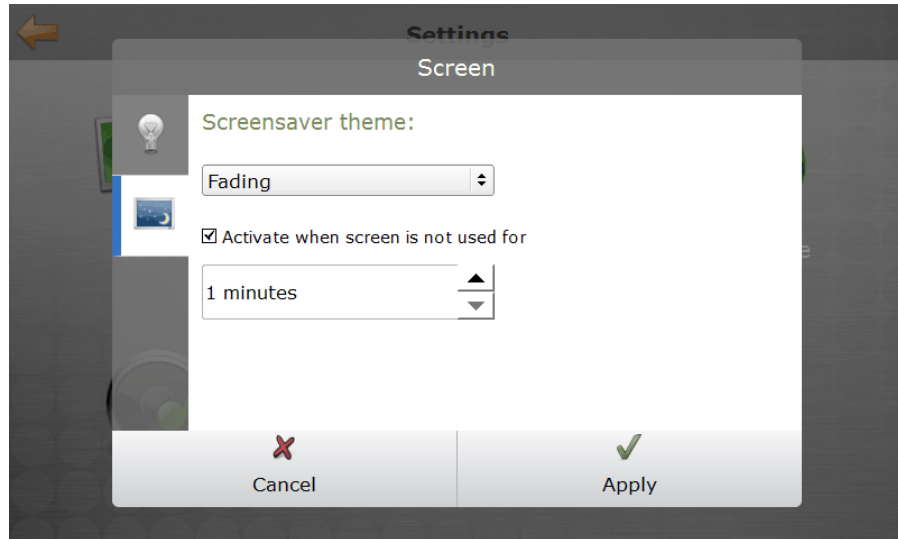 Settings
Screen
Screensaver theme:
Fading
Activate when screen is not used for
1 minutes
Cancel
Apply